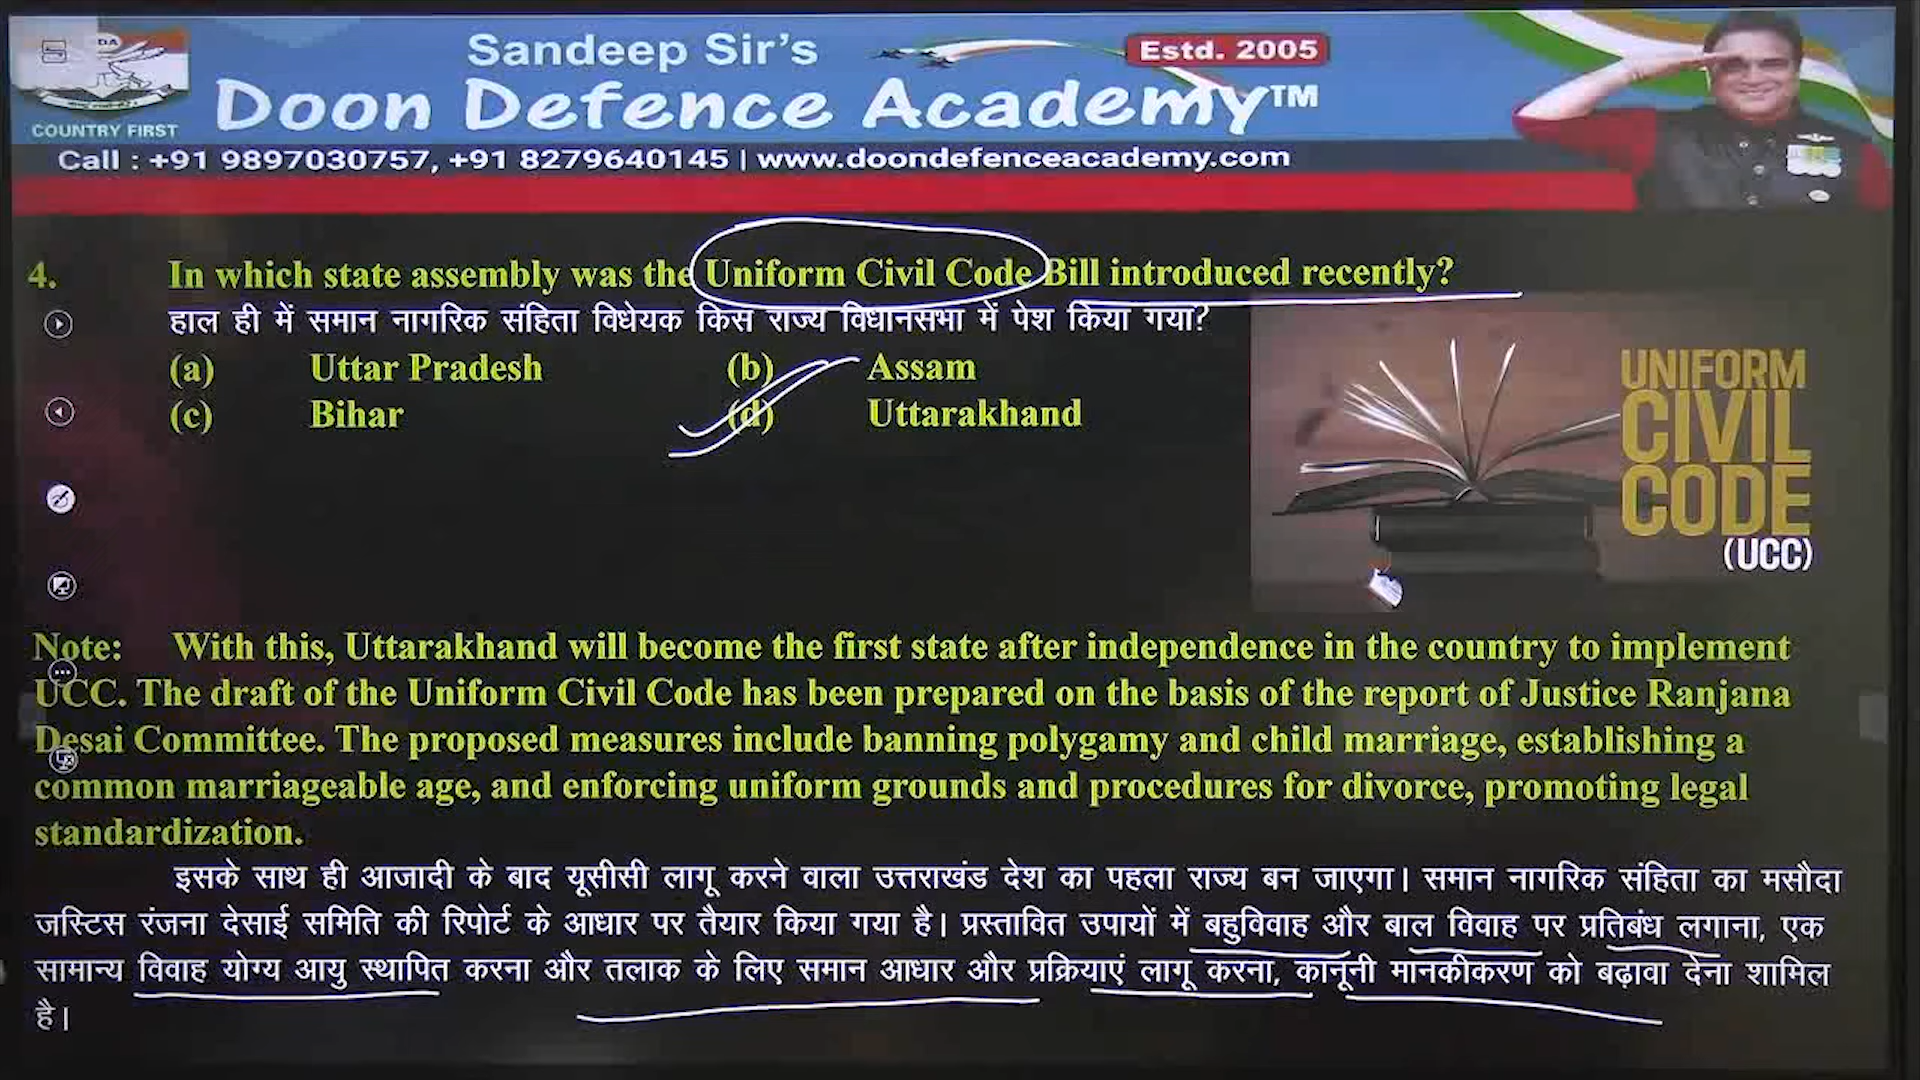 DA
COUNTRY FIRST
Sandeep Sir's
Estd. 2005
Doon Defence Academy™
Call : +91 9897030757, +91 8279640145 | www.doondefenceacademy.com
4. In which state assembly was the Uniform Civil Code Bill introduced recently?
हाल ही में समान नागरिक संहिता विधेयक किस राज्य विधानसभा में पेश किया गया?
(a) Uttar Pradesh (b) Assam
(c) Bihar (d) Uttarakhand
UNIFORM
CIVIL
CODE
(UCC)
Note: With this, Uttarakhand will become the first state after independence in the country to implement
UCC. The draft of the Uniform Civil Code has been prepared on the basis of the report of Justice Ranjana
Desai Committee. The proposed measures include banning polygamy and child marriage, establishing a
common marriageable age, and enforcing uniform grounds and procedures for divorce, promoting legal
standardization.
इसके साथ ही आजादी के बाद यूसीसी लागू करने वाला उत्तराखंड देश का पहला राज्य बन जाएगा। समान नागरिक संहिता का मसौदा
जस्टिस रंजना देसाई समिति की रिपोर्ट के आधार पर तैयार किया गया है। प्रस्तावित उपायों में बहुविवाह और बाल विवाह पर प्रतिबंध लगाना, एक
सामान्य विवाह योग्य आयु स्थापित करना और तलाक के लिए समान आधार और प्रक्रियाएं लागू करना, कानूनी मानकीकरण को बढ़ावा देना शामिल
है।